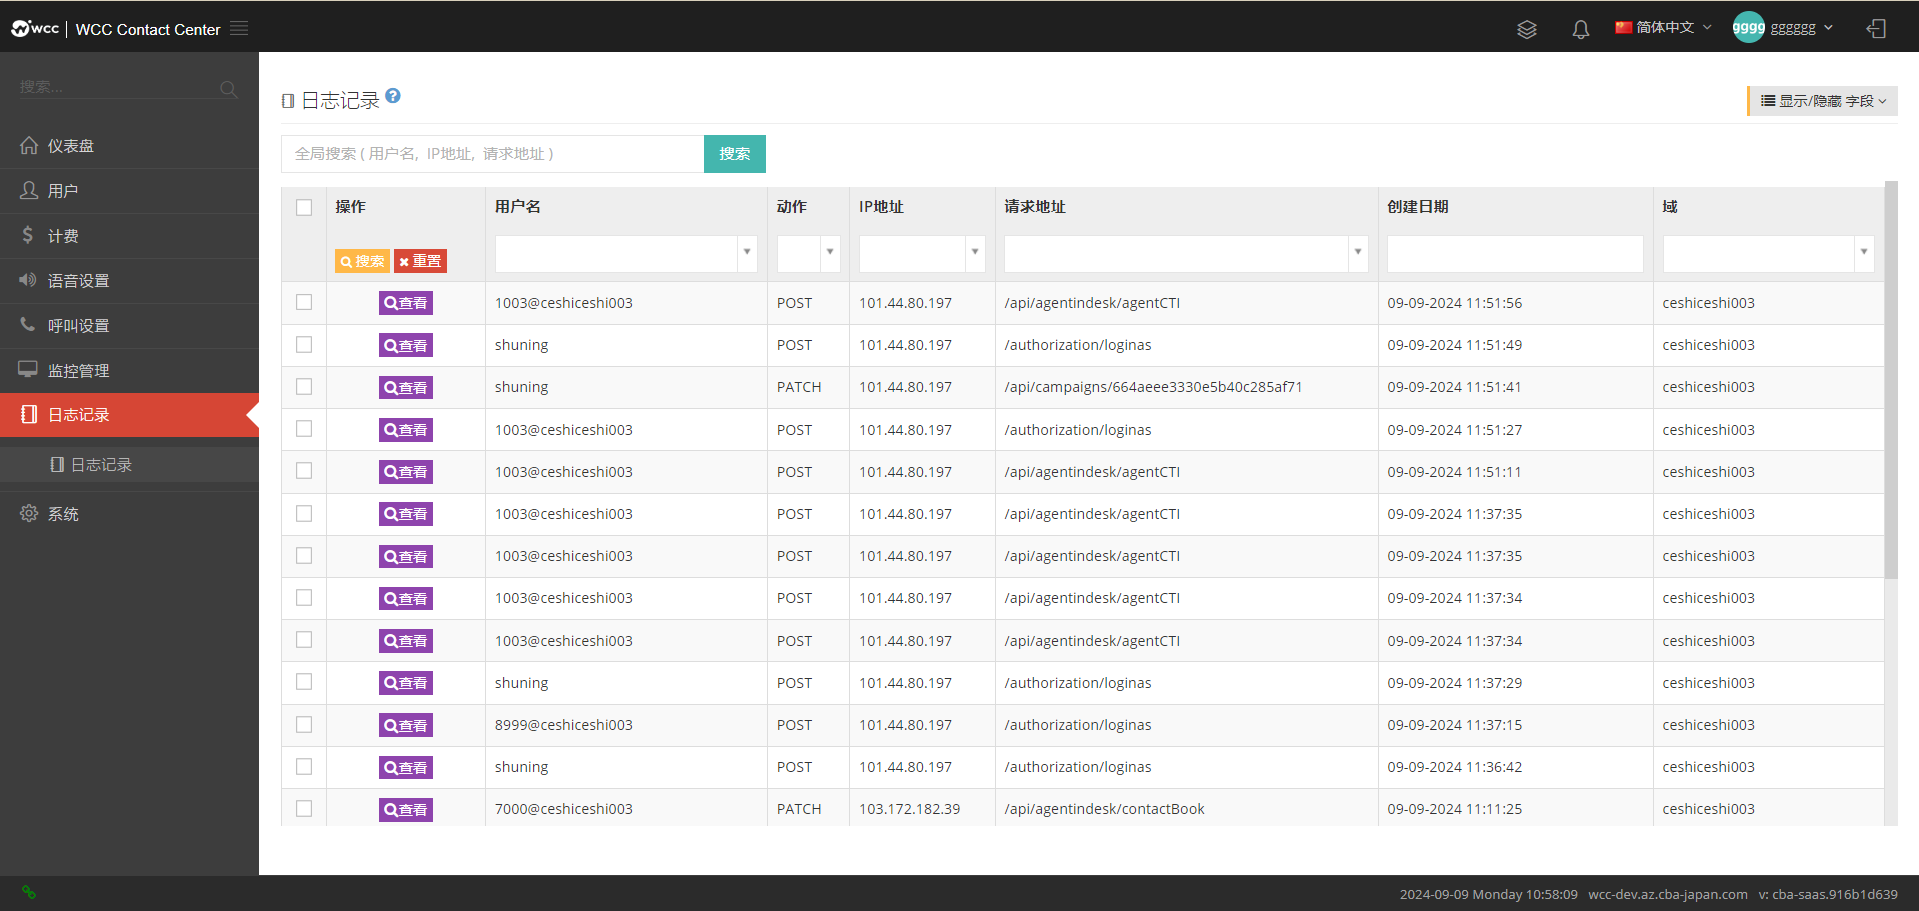 wcc | WCC Contact Center
简体中文
gggg gggggg
搜索...
仪表盘
用户
计费
语音设置
呼叫设置
监控管理
日志记录
日志记录
系统
日志记录
显示/隐藏 字段
全局搜索 ( 用户名, IP地址, 请求地址 ) 搜索
操作 用户名 动作 IP地址 请求地址 创建日期 域
搜索 重置
查看 1003@ceshiceshi003 POST 101.44.80.197 /api/agentindesk/agentCTI 09-09-2024 11:51:56 ceshiceshi003
查看 shuning POST 101.44.80.197 /authorization/loginas 09-09-2024 11:51:49 ceshiceshi003
查看 shuning PATCH 101.44.80.197 /api/campaigns/664aeee3330e5b40c285af71 09-09-2024 11:51:41 ceshiceshi003
查看 1003@ceshiceshi003 POST 101.44.80.197 /authorization/loginas 09-09-2024 11:51:27 ceshiceshi003
查看 1003@ceshiceshi003 POST 101.44.80.197 /api/agentindesk/agentCTI 09-09-2024 11:51:11 ceshiceshi003
查看 1003@ceshiceshi003 POST 101.44.80.197 /api/agentindesk/agentCTI 09-09-2024 11:37:35 ceshiceshi003
查看 1003@ceshiceshi003 POST 101.44.80.197 /api/agentindesk/agentCTI 09-09-2024 11:37:35 ceshiceshi003
查看 1003@ceshiceshi003 POST 101.44.80.197 /api/agentindesk/agentCTI 09-09-2024 11:37:34 ceshiceshi003
查看 1003@ceshiceshi003 POST 101.44.80.197 /api/agentindesk/agentCTI 09-09-2024 11:37:34 ceshiceshi003
查看 shuning POST 101.44.80.197 /authorization/loginas 09-09-2024 11:37:29 ceshiceshi003
查看 8999@ceshiceshi003 POST 101.44.80.197 /authorization/loginas 09-09-2024 11:37:15 ceshiceshi003
查看 shuning POST 101.44.80.197 /authorization/loginas 09-09-2024 11:36:42 ceshiceshi003
查看 7000@ceshiceshi003 PATCH 103.172.182.39 /api/agentindesk/contactBook 09-09-2024 11:11:25 ceshiceshi003
2024-09-09 Monday 10:58:09 wcc-dev.az.cba-japan.com v: cba-saas.916b1d639